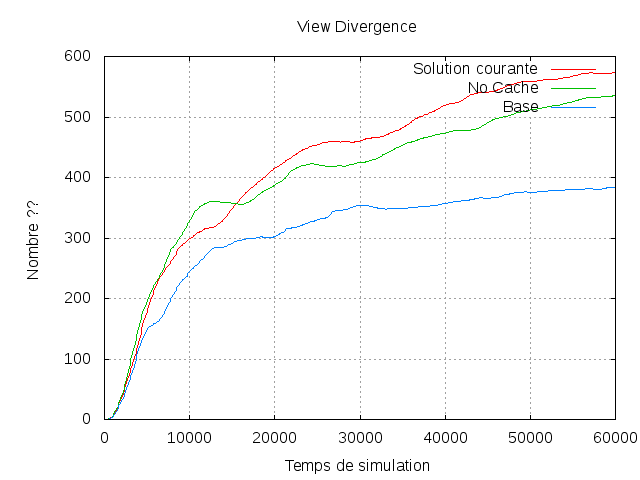 View Divergence
Solution courante
No Cache
Base
600
500
400
300
200
100
0
Nombre ??
0 10000 20000 30000 40000 50000 60000
Temps de simulation